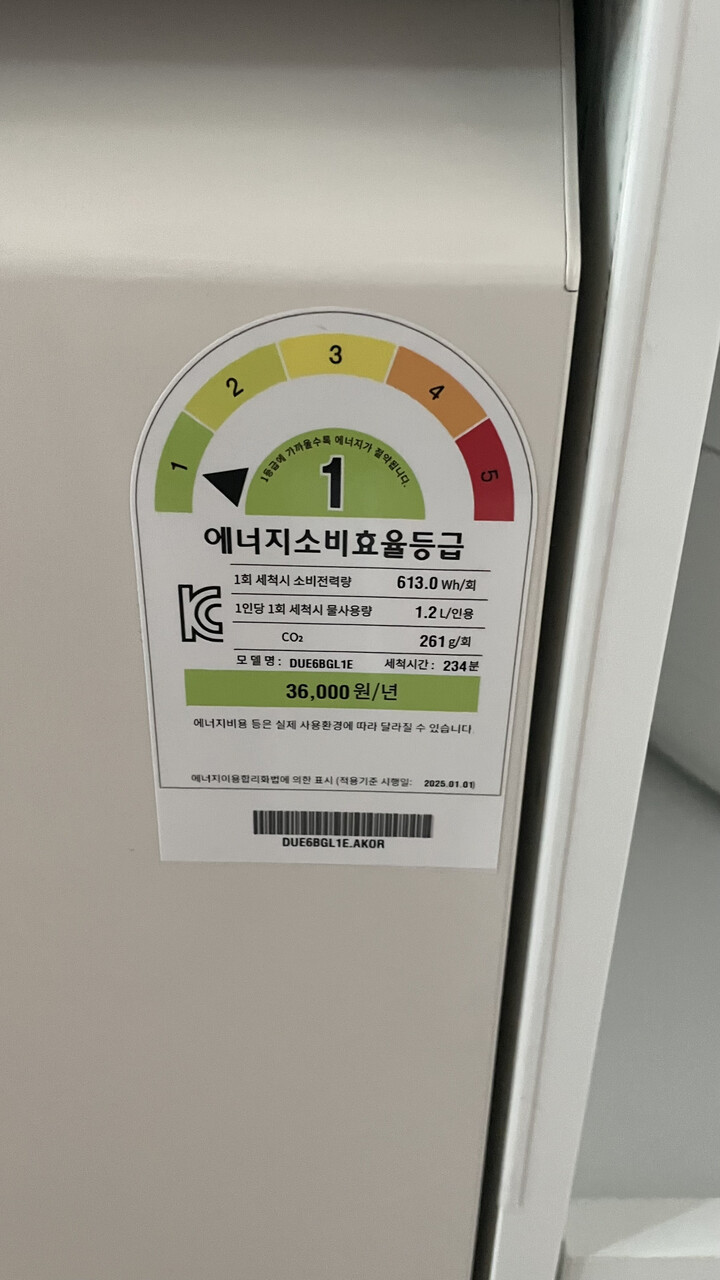 1 2 3 4 5
1등급에 가까울수록 에너지가 절약됩니다.
1
에너지소비효율등급
1회 세척시 소비전력량 613.0 Wh/회
1인당 1회 세척시 물사용량 1.2 L/인용
CO₂ 261 g/회
모 델 명 : DUE6BGL1E 세척시간 : 234분
36,000원/년
에너지비용 등은 실제 사용환경에 따라 달라질 수 있습니다.
에너지이용합리화법에 의한 표시 (적용기준 시행일: 2025.01.01)
DUE6BGL1E.AKOR